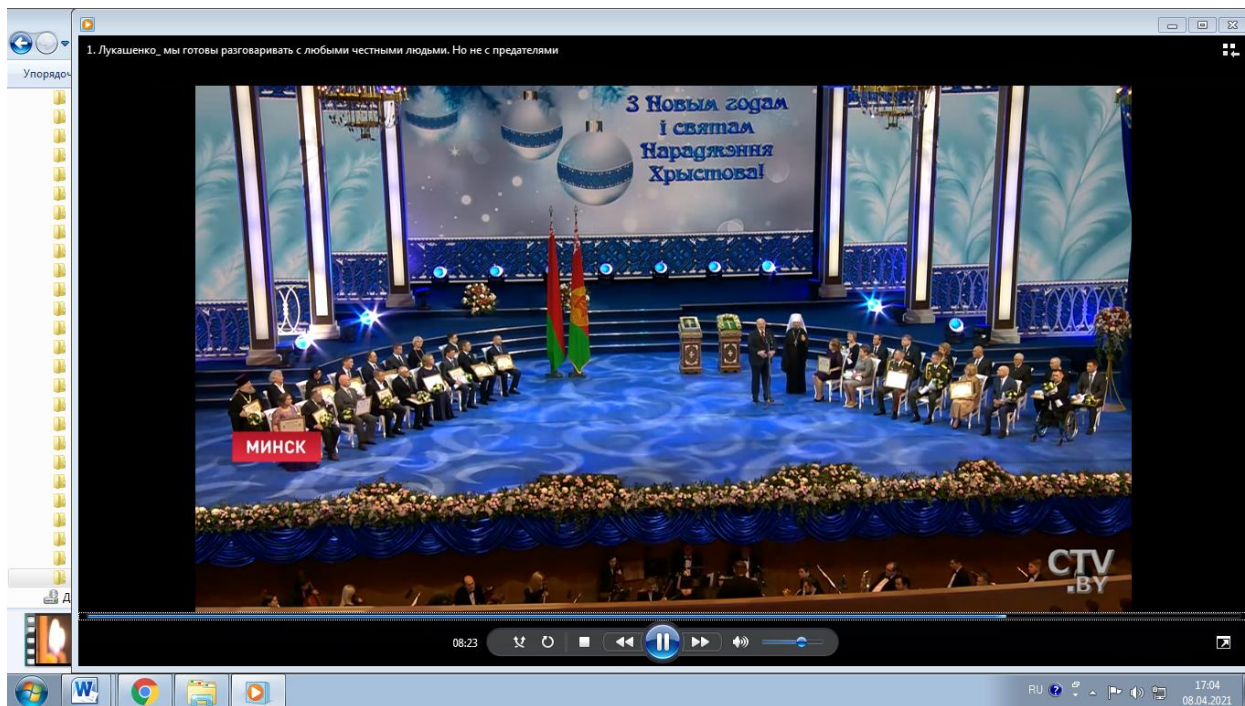 1. Лукашенко_ мы готовы разговаривать с любыми честными людьми. Но не с предателями
Упорядоч
З Новым годам
і святам
Нараджэння
Хрыстова!
МИНСК
CTV
.BY
Д
08:23
RU
17:04
08.04.2021